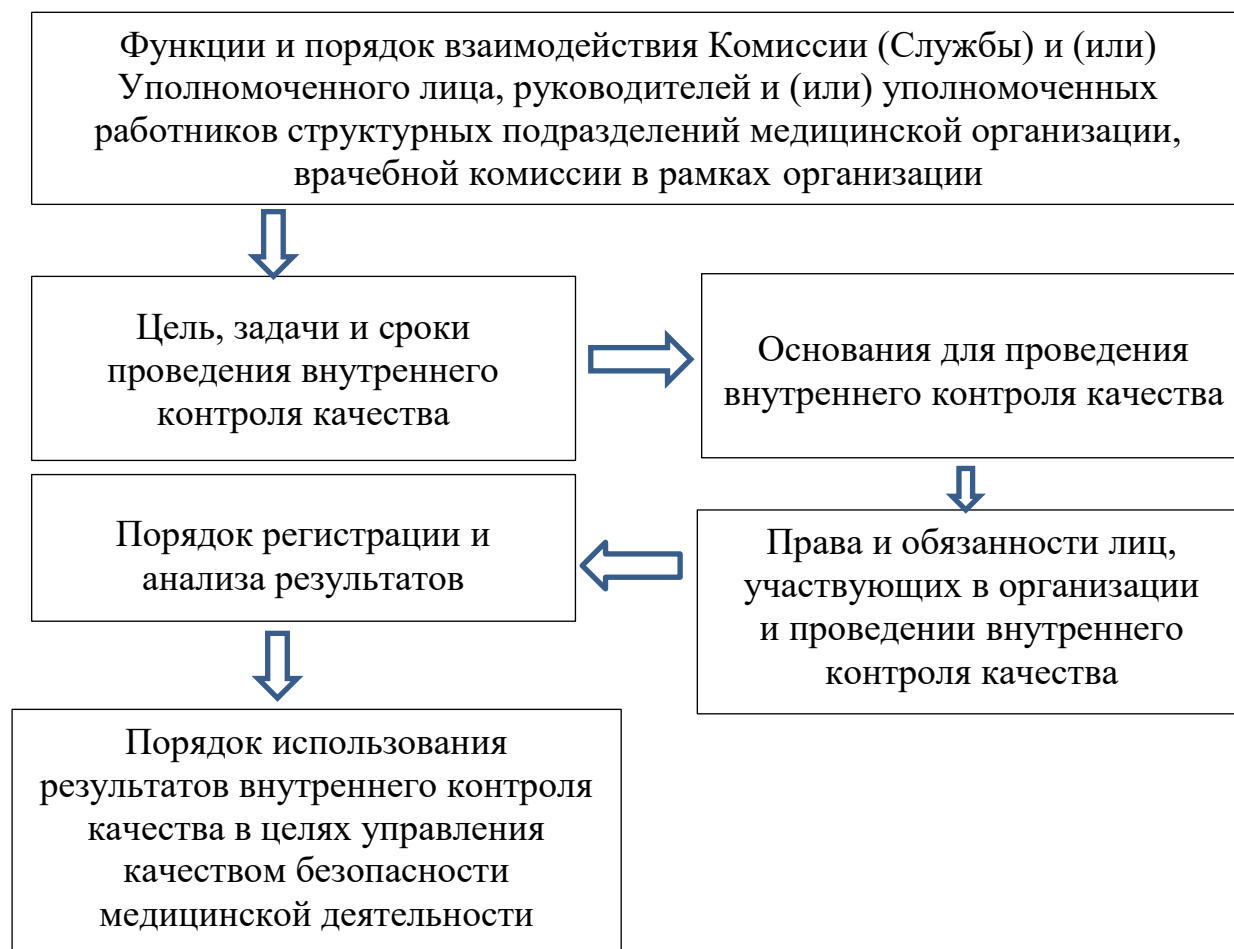 Функции и порядок взаимодействия Комиссии (Службы) и (или)
Уполномоченного лица, руководителей и (или) уполномоченных
работников структурных подразделений медицинской организации,
врачебной комиссии в рамках организации
Цель, задачи и сроки
проведения внутреннего
контроля качества
Основания для проведения
внутреннего контроля качества
Права и обязанности лиц,
участвующих в организации
и проведении внутреннего
контроля качества
Порядок регистрации и
анализа результатов
Порядок использования
результатов внутреннего контроля
качества в целях управления
качеством безопасности
медицинской деятельности